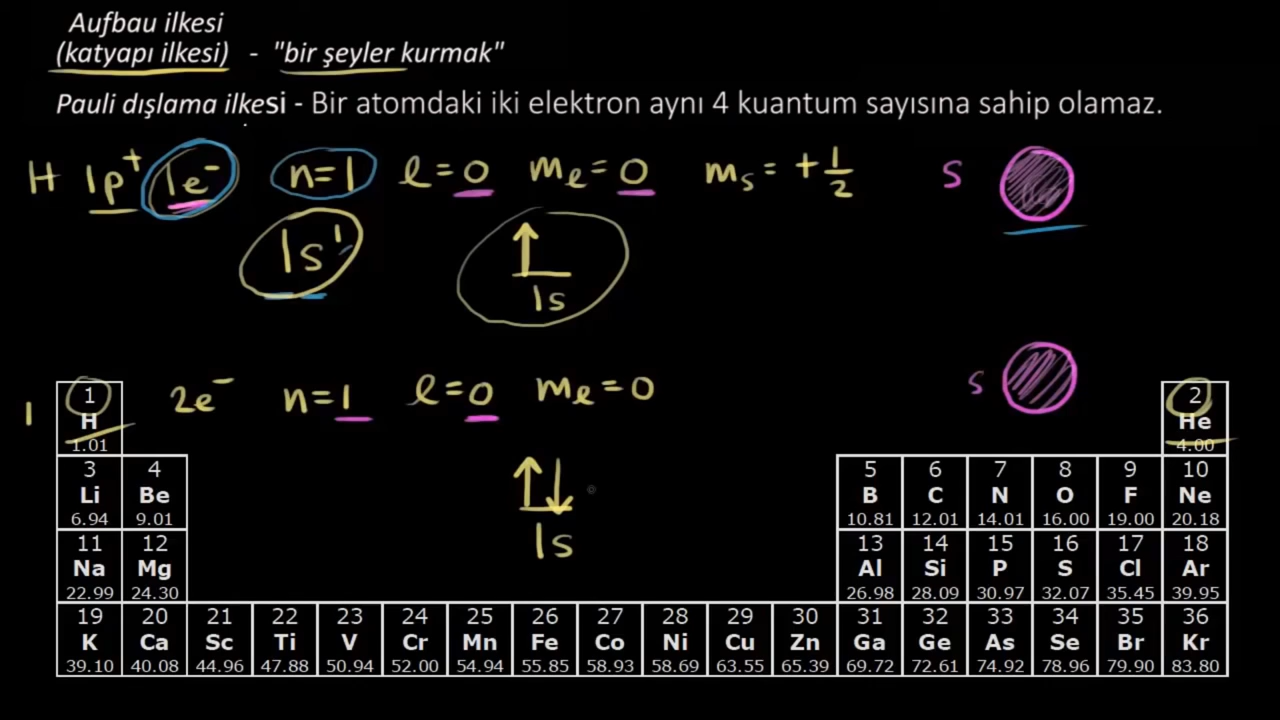 Aufbau ilkesi
(katyapı ilkesi) - "bir şeyler kurmak"
Pauli dışlama ilkesi - Bir atomdaki iki elektron aynı 4 kuantum sayısına sahip olamaz.
H 1p⁺ 1e⁻ n=1 l=0 mₗ=0 mₛ=+1/2 s
1s¹
1s
s
1 2e⁻ n=1 l=0 mₗ=0
1s
1 2
H He
1.01 4.00
3 4 5 6 7 8 9 10
Li Be B C N O F Ne
6.94 9.01 10.81 12.01 14.01 16.00 19.00 20.18
11 12 13 14 15 16 17 18
Na Mg Al Si P S Cl Ar
22.99 24.30 26.98 28.09 30.97 32.07 35.45 39.95
19 20 21 22 23 24 25 26 27 28 29 30 31 32 33 34 35 36
K Ca Sc Ti V Cr Mn Fe Co Ni Cu Zn Ga Ge As Se Br Kr
39.10 40.08 44.96 47.88 50.94 52.00 54.94 55.85 58.93 58.69 63.55 65.39 69.72 72.61 74.92 78.96 79.90 83.80